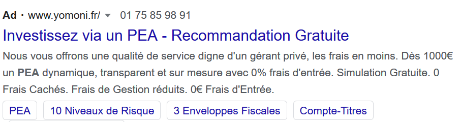 Ad · www.yomoni.fr/ 01 75 85 98 91
Investissez via un PEA - Recommandation Gratuite
Nous vous offrons une qualité de service digne d'un gérant privé, les frais en moins. Dès 1000€
un PEA dynamique, transparent et sur mesure avec 0% frais d'entrée. Simulation Gratuite. 0
Frais Cachés. Frais de Gestion réduits. 0€ Frais d'Entrée.
PEA 10 Niveaux de Risque 3 Enveloppes Fiscales Compte-Titres